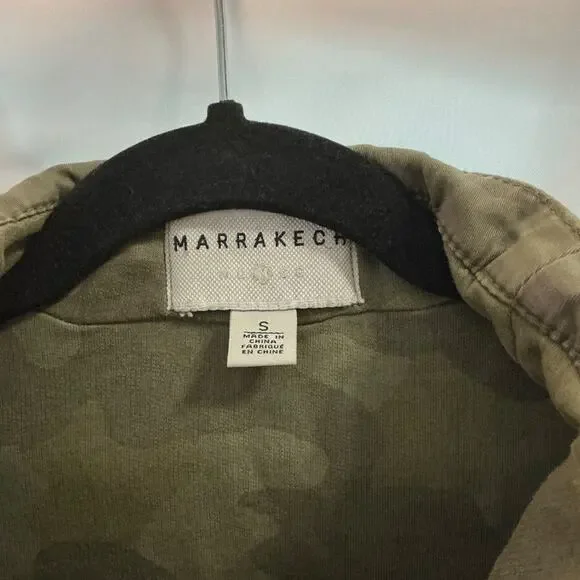 MARRAKECH
S
MADE IN
CHINA
FABRIQUÉ
EN CHINE